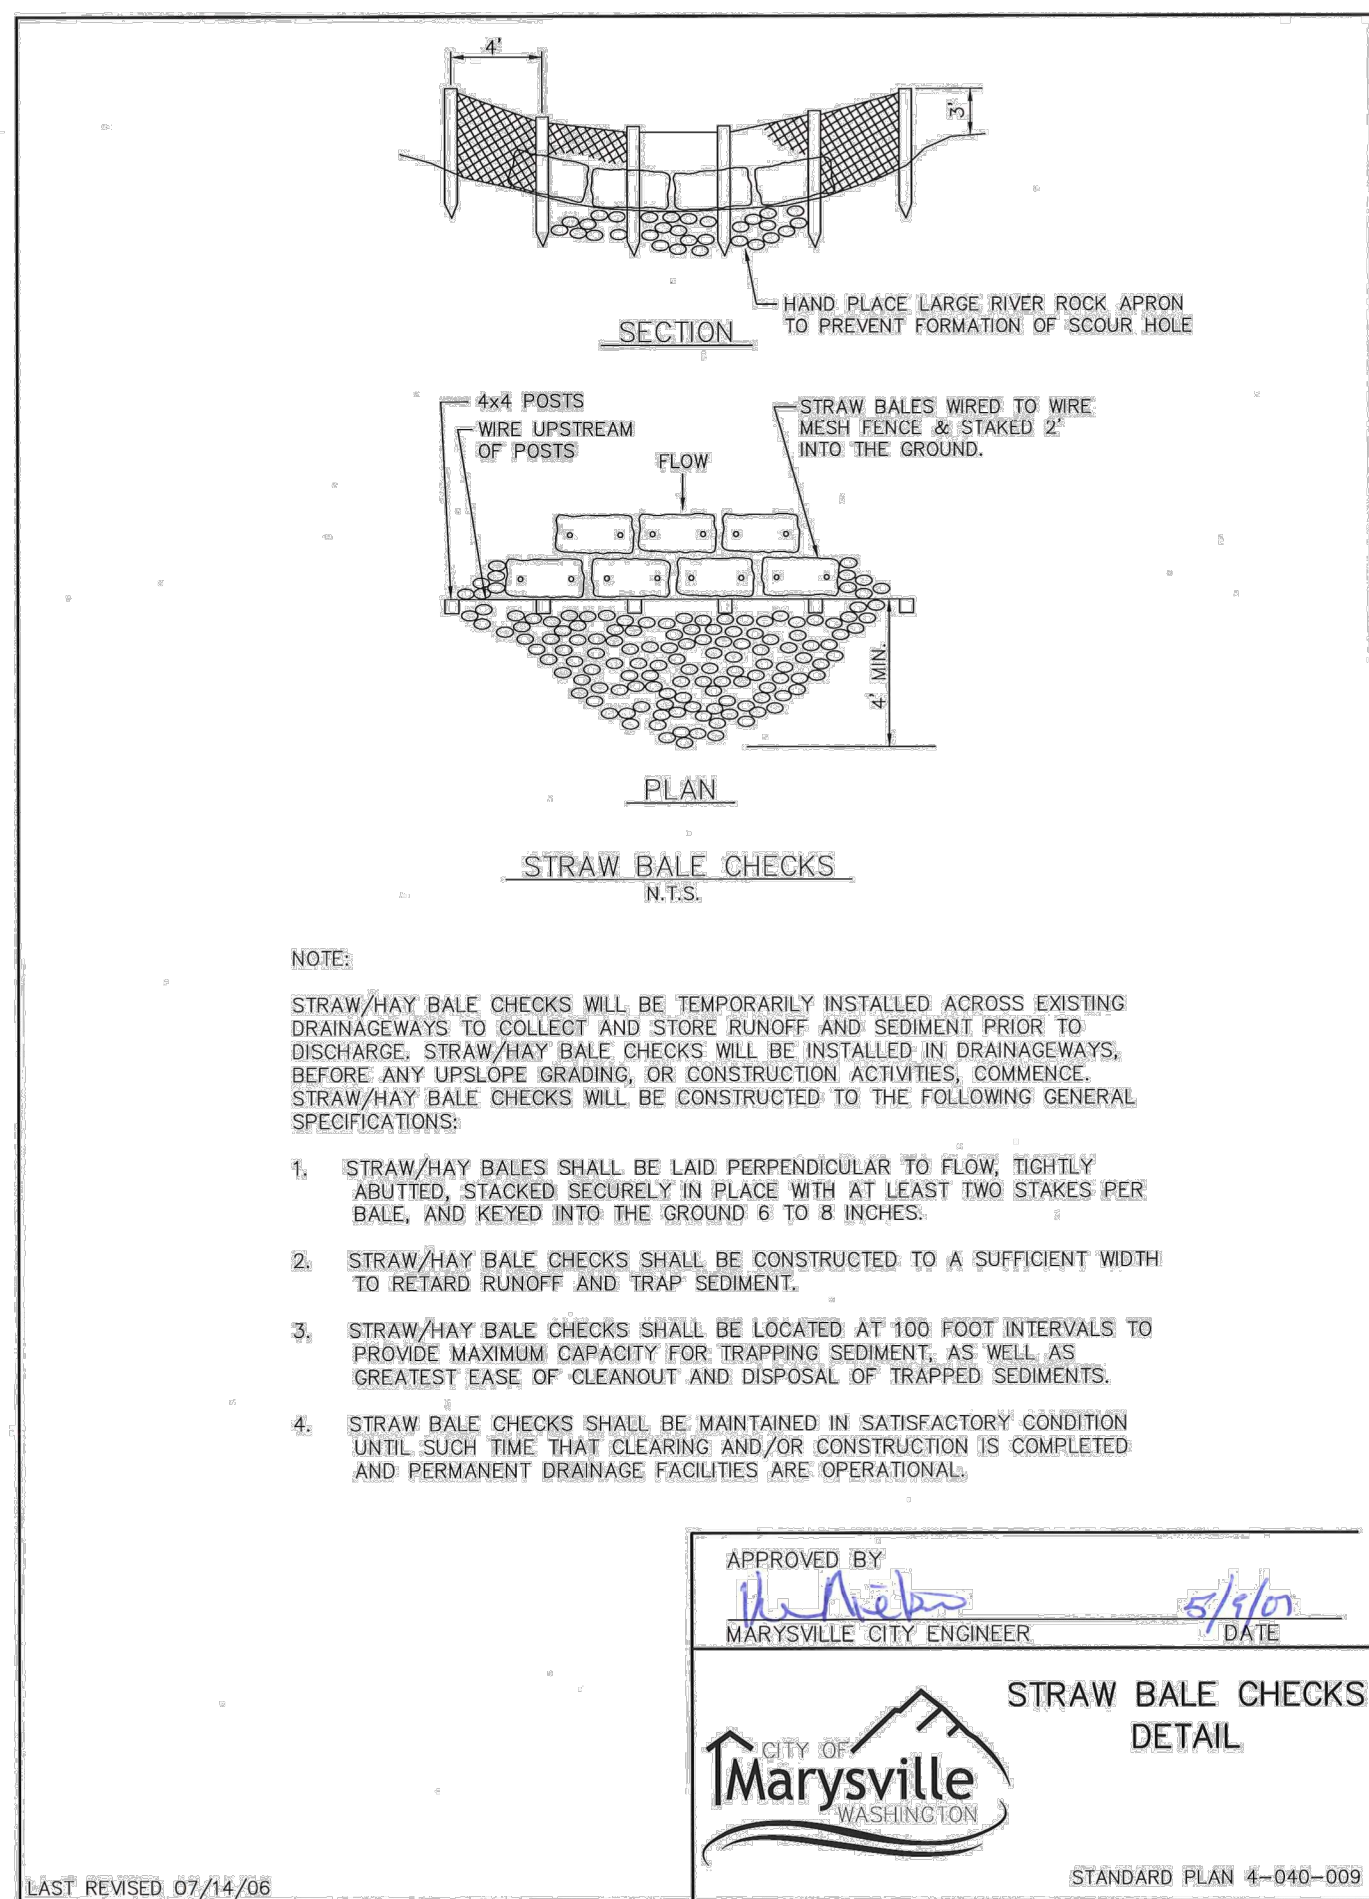 4'
3'
HAND PLACE LARGE RIVER ROCK APRON
TO PREVENT FORMATION OF SCOUR HOLE
SECTION
4x4 POSTS
WIRE UPSTREAM
OF POSTS
FLOW
STRAW BALES WIRED TO WIRE
MESH FENCE & STAKED 2'
INTO THE GROUND.
4' MIN.
PLAN
STRAW BALE CHECKS
N.T.S.
NOTE:
STRAW/HAY BALE CHECKS WILL BE TEMPORARILY INSTALLED ACROSS EXISTING
DRAINAGEWAYS TO COLLECT AND STORE RUNOFF AND SEDIMENT PRIOR TO
DISCHARGE. STRAW/HAY BALE CHECKS WILL BE INSTALLED IN DRAINAGEWAYS,
BEFORE ANY UPSLOPE GRADING, OR CONSTRUCTION ACTIVITIES, COMMENCE.
STRAW/HAY BALE CHECKS WILL BE CONSTRUCTED TO THE FOLLOWING GENERAL
SPECIFICATIONS:
1. STRAW/HAY BALES SHALL BE LAID PERPENDICULAR TO FLOW, TIGHTLY
ABUTTED, STACKED SECURELY IN PLACE WITH AT LEAST TWO STAKES PER
BALE, AND KEYED INTO THE GROUND 6 TO 8 INCHES.
2. STRAW/HAY BALE CHECKS SHALL BE CONSTRUCTED TO A SUFFICIENT WIDTH
TO RETARD RUNOFF AND TRAP SEDIMENT.
3. STRAW/HAY BALE CHECKS SHALL BE LOCATED AT 100 FOOT INTERVALS TO
PROVIDE MAXIMUM CAPACITY FOR TRAPPING SEDIMENT, AS WELL AS
GREATEST EASE OF CLEANOUT AND DISPOSAL OF TRAPPED SEDIMENTS.
4. STRAW BALE CHECKS SHALL BE MAINTAINED IN SATISFACTORY CONDITION
UNTIL SUCH TIME THAT CLEARING AND/OR CONSTRUCTION IS COMPLETED
AND PERMANENT DRAINAGE FACILITIES ARE OPERATIONAL.
APPROVED BY
5/9/07
MARYSVILLE CITY ENGINEER DATE
STRAW BALE CHECKS
DETAIL
CITY OF
Marysville
WASHINGTON
STANDARD PLAN 4-040-009
LAST REVISED 07/14/06